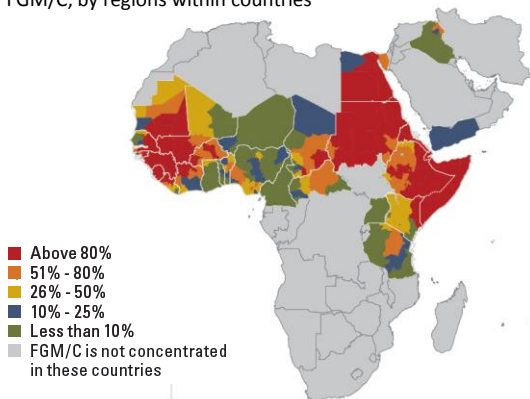 FGM/C, by regions within countries
Above 80%
51% - 80%
26% - 50%
10% - 25%
Less than 10%
FGM/C is not concentrated
in these countries